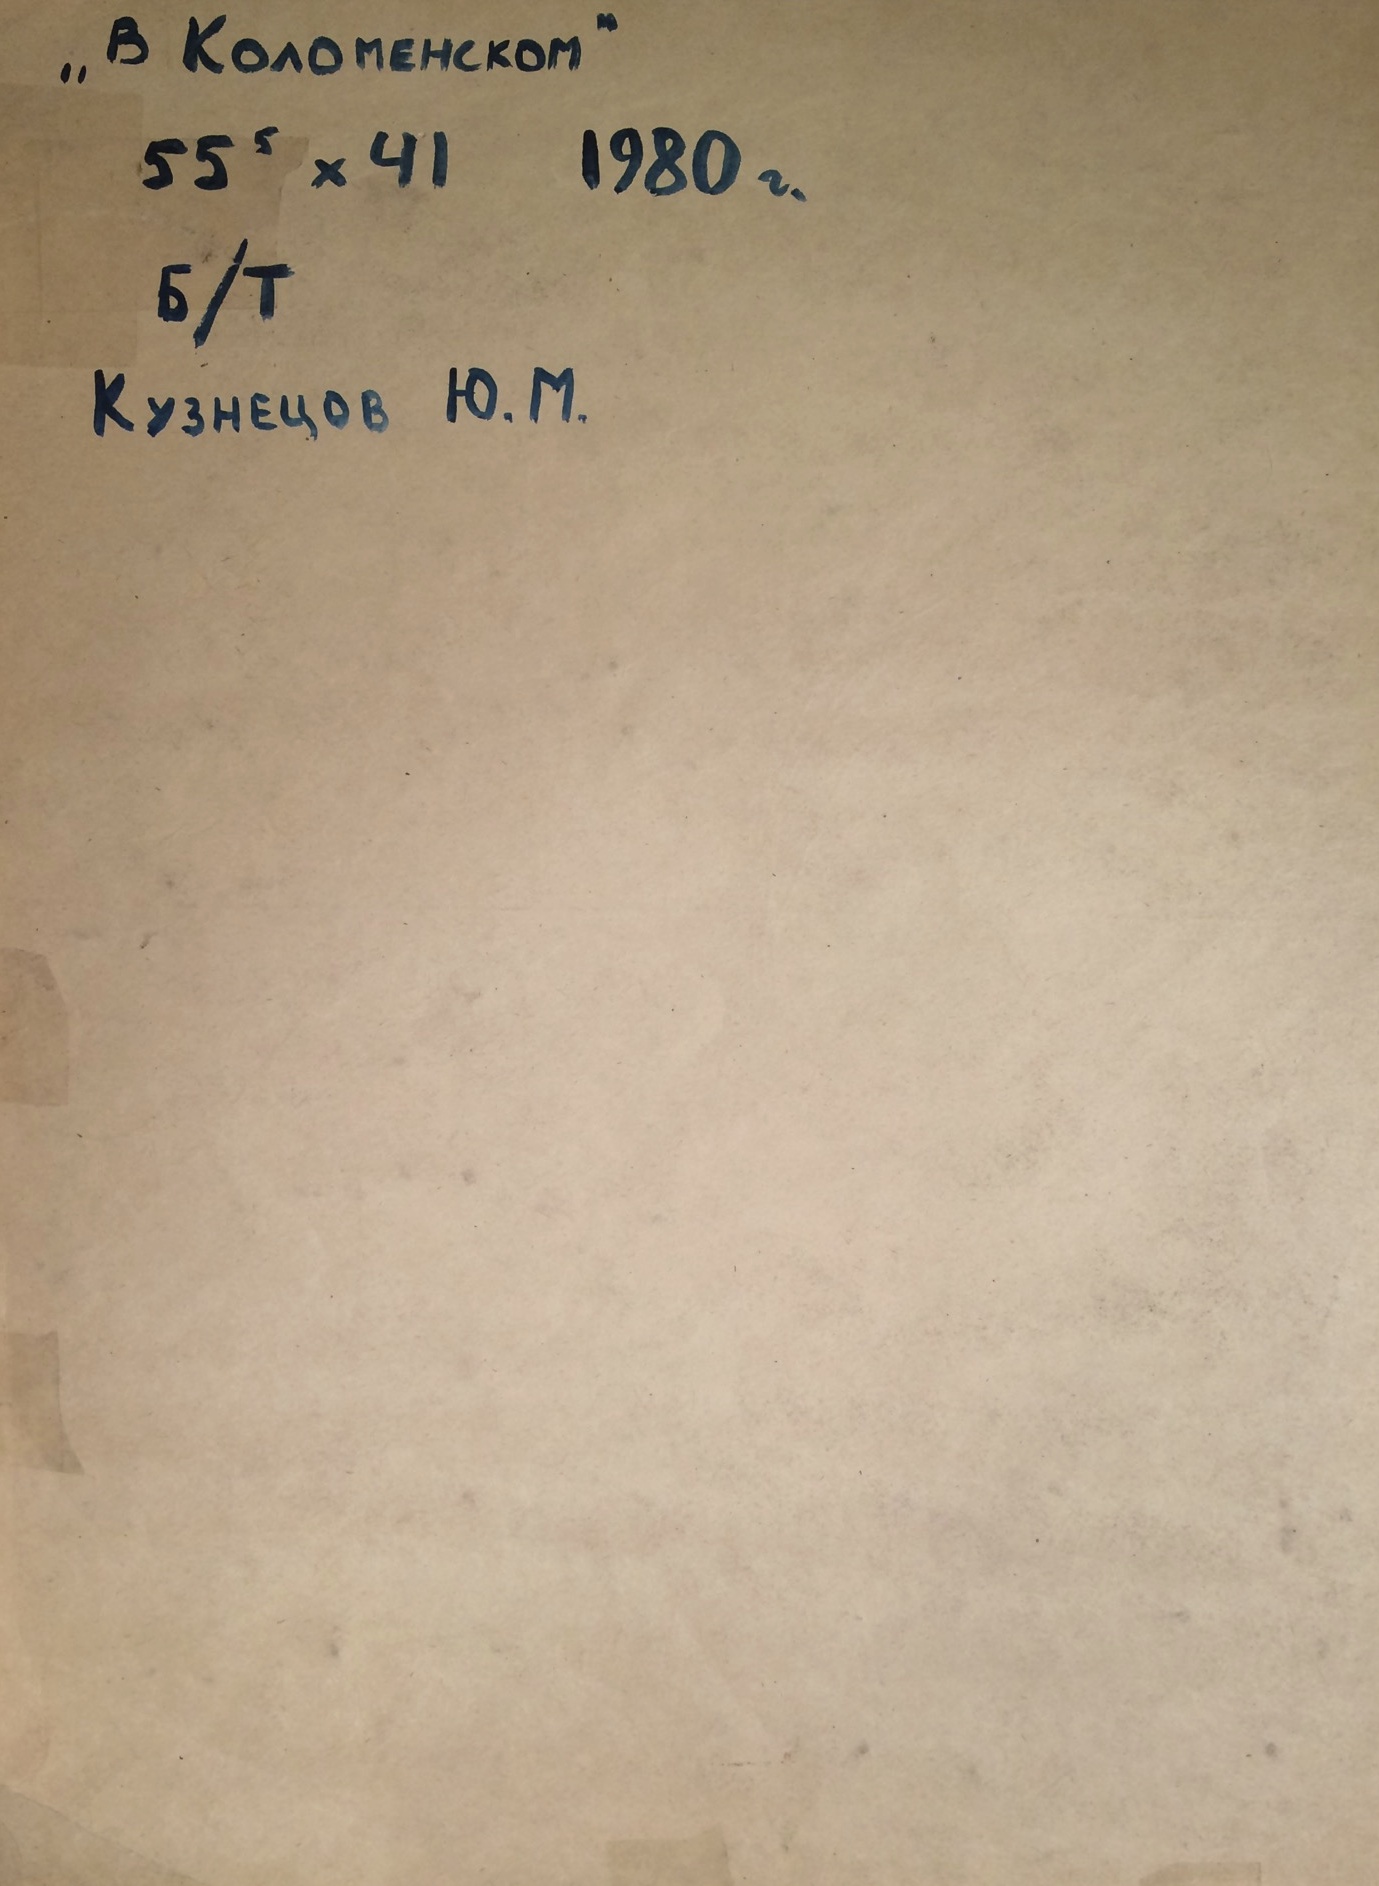 „В Коломенском"
55⁵ х 41 1980 г.
Б/Т
Кузнецов Ю.М.